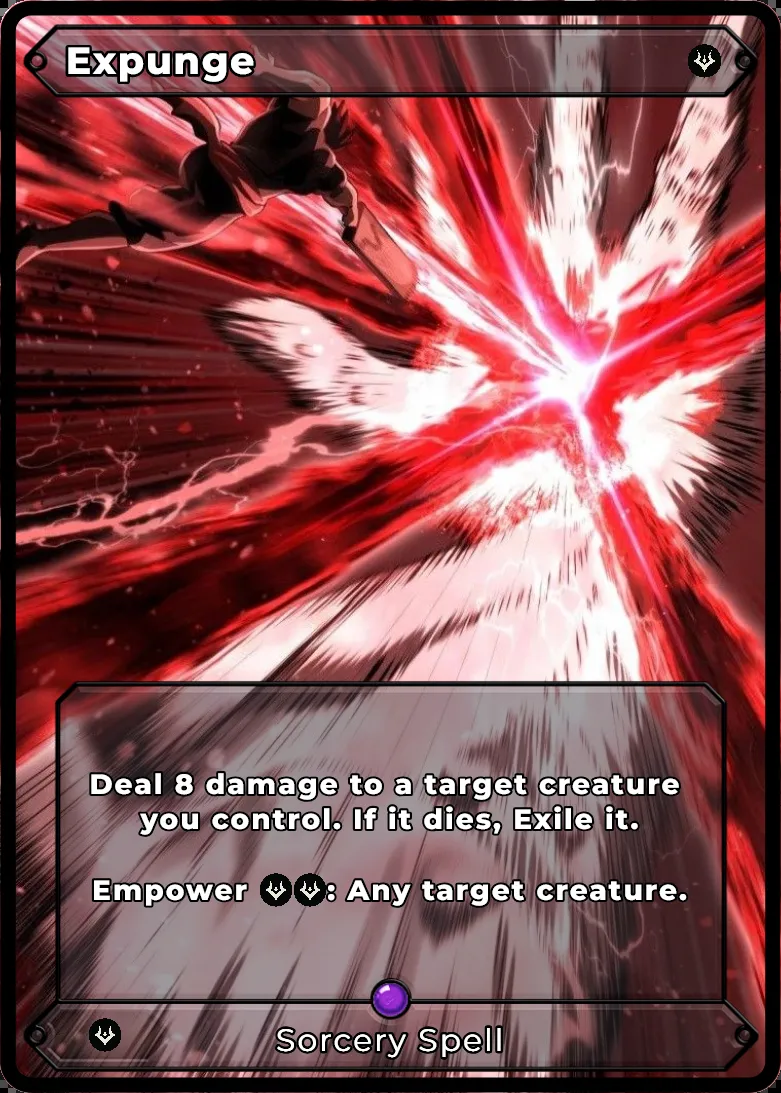 Expunge
Deal 8 damage to a target creature
you control. If it dies, Exile it.
Empower : Any target creature.
Sorcery Spell